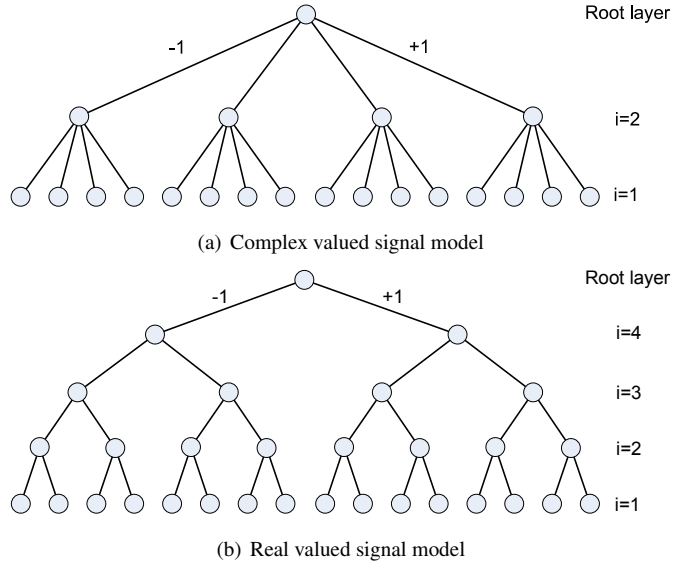 Root layer
-1
+1
i=2
i=1
(a) Complex valued signal model
Root layer
-1
+1
i=4
i=3
i=2
i=1
(b) Real valued signal model